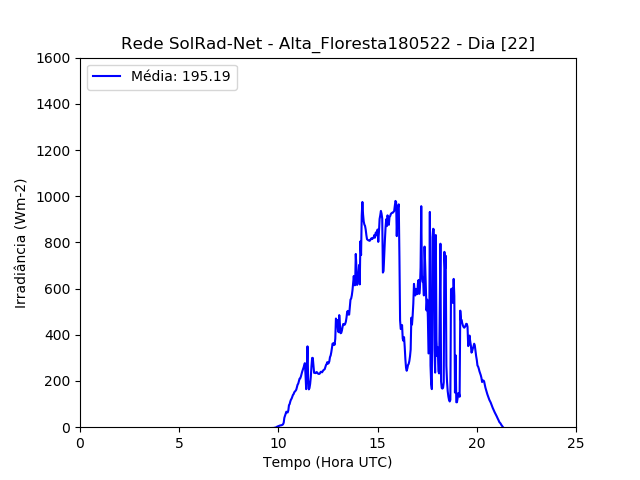 Rede SolRad-Net - Alta_Floresta180522 - Dia [22]
Média: 195.19
Irradiância (Wm-2)
1600
1400
1200
1000
800
600
400
200
0
0 5 10 15 20 25
Tempo (Hora UTC)